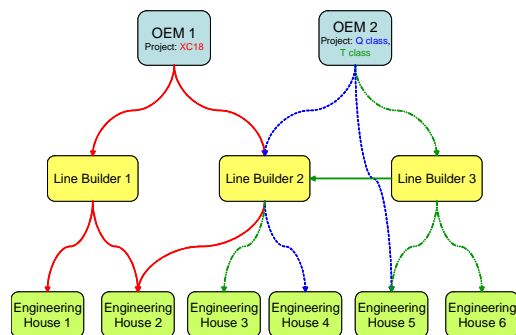 OEM 1
Project: XC18
OEM 2
Project: Q class,
T class
Line Builder 1
Line Builder 2
Line Builder 3
Engineering
House 1
Engineering
House 2
Engineering
House 3
Engineering
House 4
Engineering
House 5
Engineering
House 6